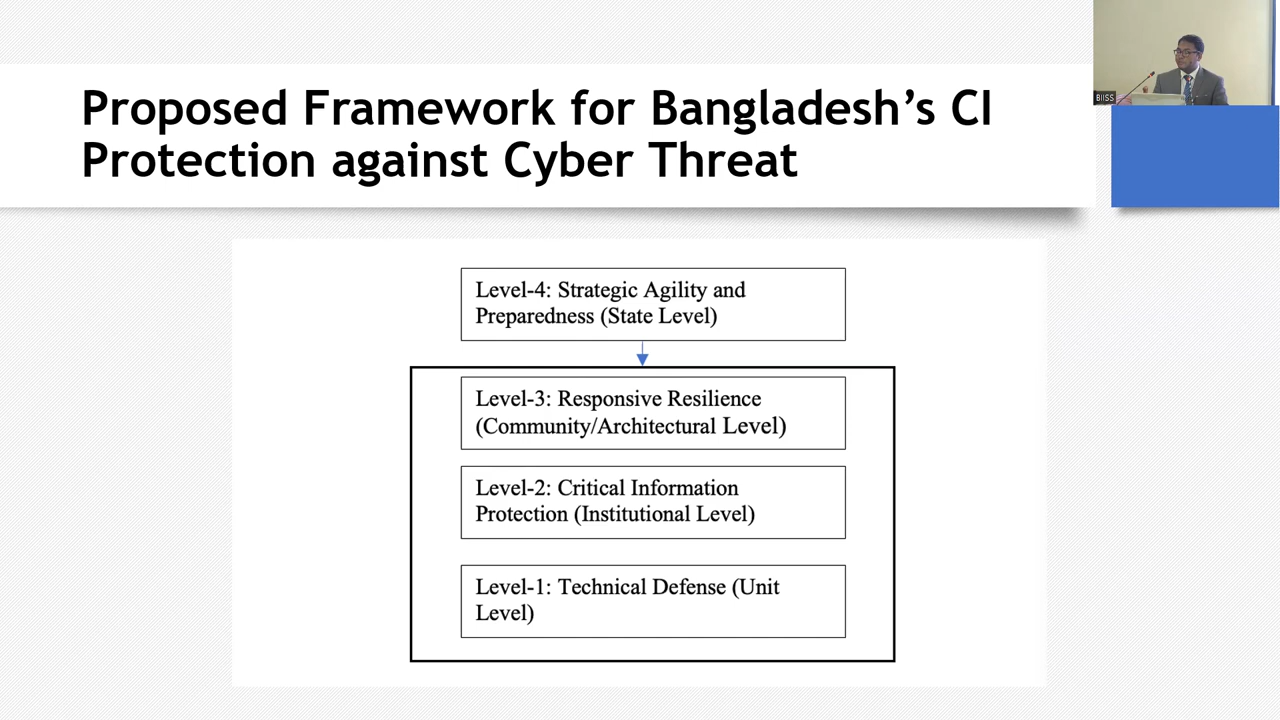 Proposed Framework for Bangladesh’s CI
Protection against Cyber Threat
BIISS
Level-4: Strategic Agility and
Preparedness (State Level)
Level-3: Responsive Resilience
(Community/Architectural Level)
Level-2: Critical Information
Protection (Institutional Level)
Level-1: Technical Defense (Unit
Level)